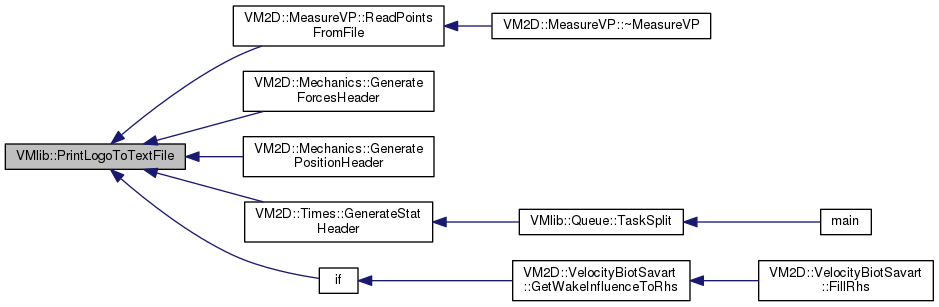 VM2D::MeasureVP::ReadPoints
FromFile
VM2D::MeasureVP::~MeasureVP
VM2D::Mechanics::Generate
ForcesHeader
VMlib::PrintLogoToTextFile
VM2D::Mechanics::Generate
PositionHeader
VM2D::Times::GenerateStat
Header
VMlib::Queue::TaskSplit
main
if
VM2D::VelocityBiotSavart
::GetWakeInfluenceToRhs
VM2D::VelocityBiotSavart
::FillRhs